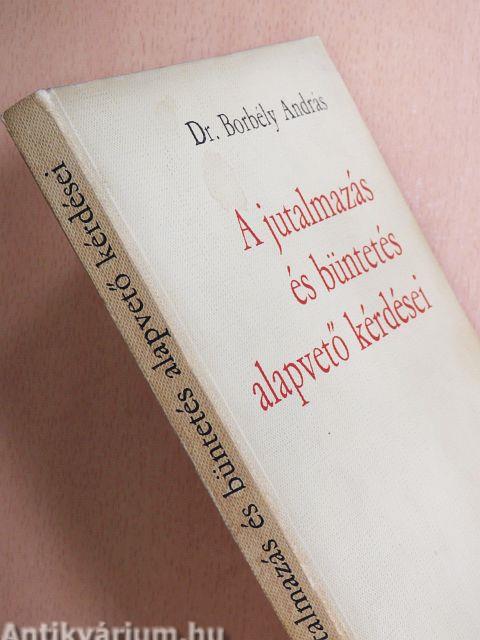 Dr. Borbély András
A jutalmazás
és büntetés
alapvető kérdései
talmazás és büntetés alapvető kérdései
Antikvárium.hu